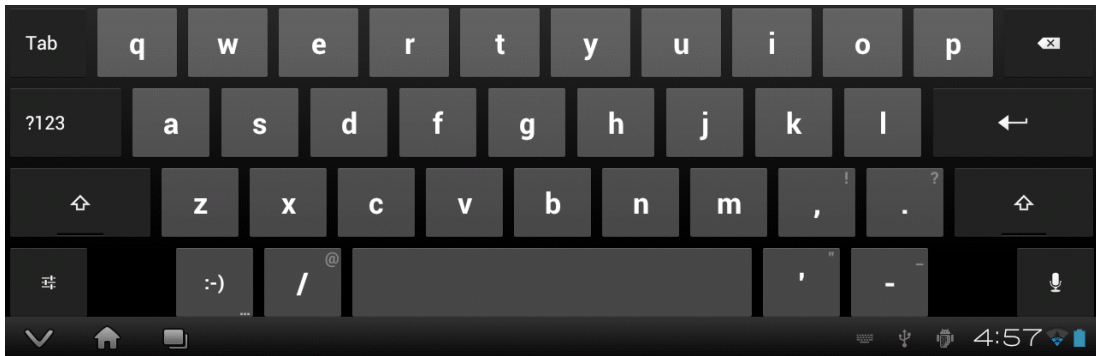 Tab q w e r t y u i o p
?123 a s d f g h j k l
z x c v b n m , ! . ?
:-) ... / @ ' " - _
4:57